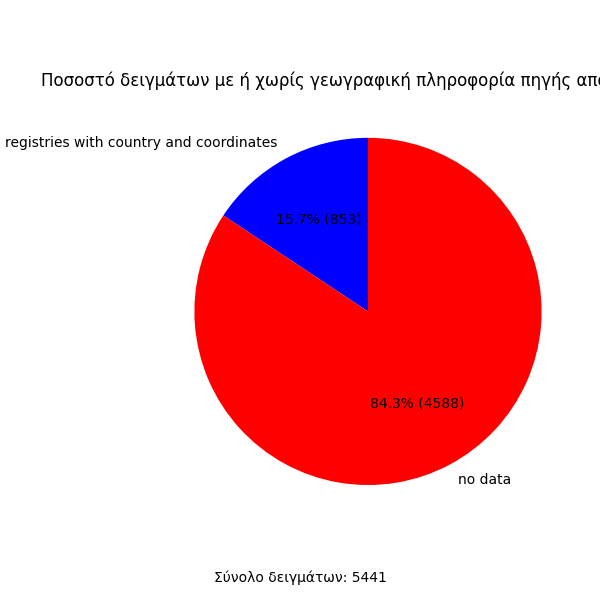 Ποσοστό δειγμάτων με ή χωρίς γεωγραφική πληροφορία πηγής
registries with country and coordinates
15.7% (853)
84.3% (4588)
no data
Σύνολο δειγμάτων: 5441